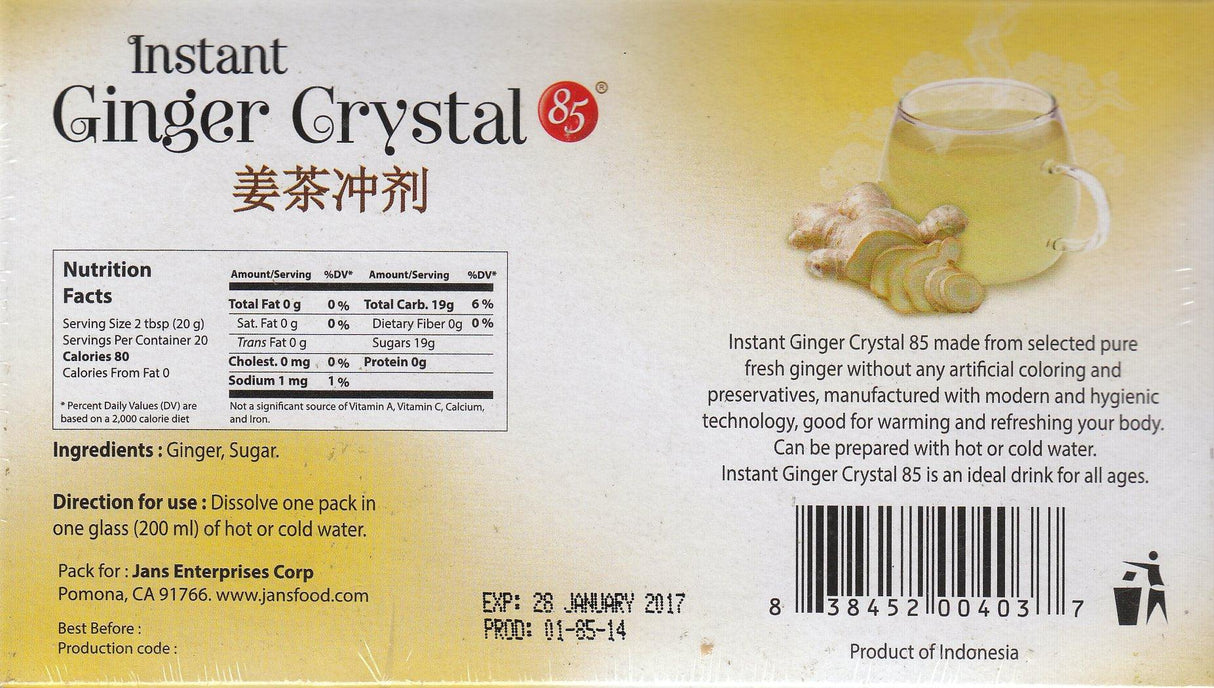 Instant
Ginger Crystal 85®
姜茶冲剂
Nutrition
Facts
Serving Size 2 tbsp (20 g)
Servings Per Container 20
Calories 80
Calories From Fat 0
* Percent Daily Values (DV) are
based on a 2,000 calorie diet
Amount/Serving %DV* Amount/Serving %DV*
Total Fat 0 g 0 % Total Carb. 19g 6 %
Sat. Fat 0 g 0 % Dietary Fiber 0g 0 %
Trans Fat 0 g Sugars 19g
Cholest. 0 mg 0 % Protein 0g
Sodium 1 mg 1 %
Not a significant source of Vitamin A, Vitamin C, Calcium,
and Iron.
Ingredients : Ginger, Sugar.
Direction for use : Dissolve one pack in
one glass (200 ml) of hot or cold water.
Pack for : Jans Enterprises Corp
Pomona, CA 91766. www.jansfood.com
Best Before :
Production code :
EXP: 28 JANUARY 2017
PROD: 01-85-14
Instant Ginger Crystal 85 made from selected pure
fresh ginger without any artificial coloring and
preservatives, manufactured with modern and hygienic
technology, good for warming and refreshing your body.
Can be prepared with hot or cold water.
Instant Ginger Crystal 85 is an ideal drink for all ages.
8 38452 00403 7
Product of Indonesia